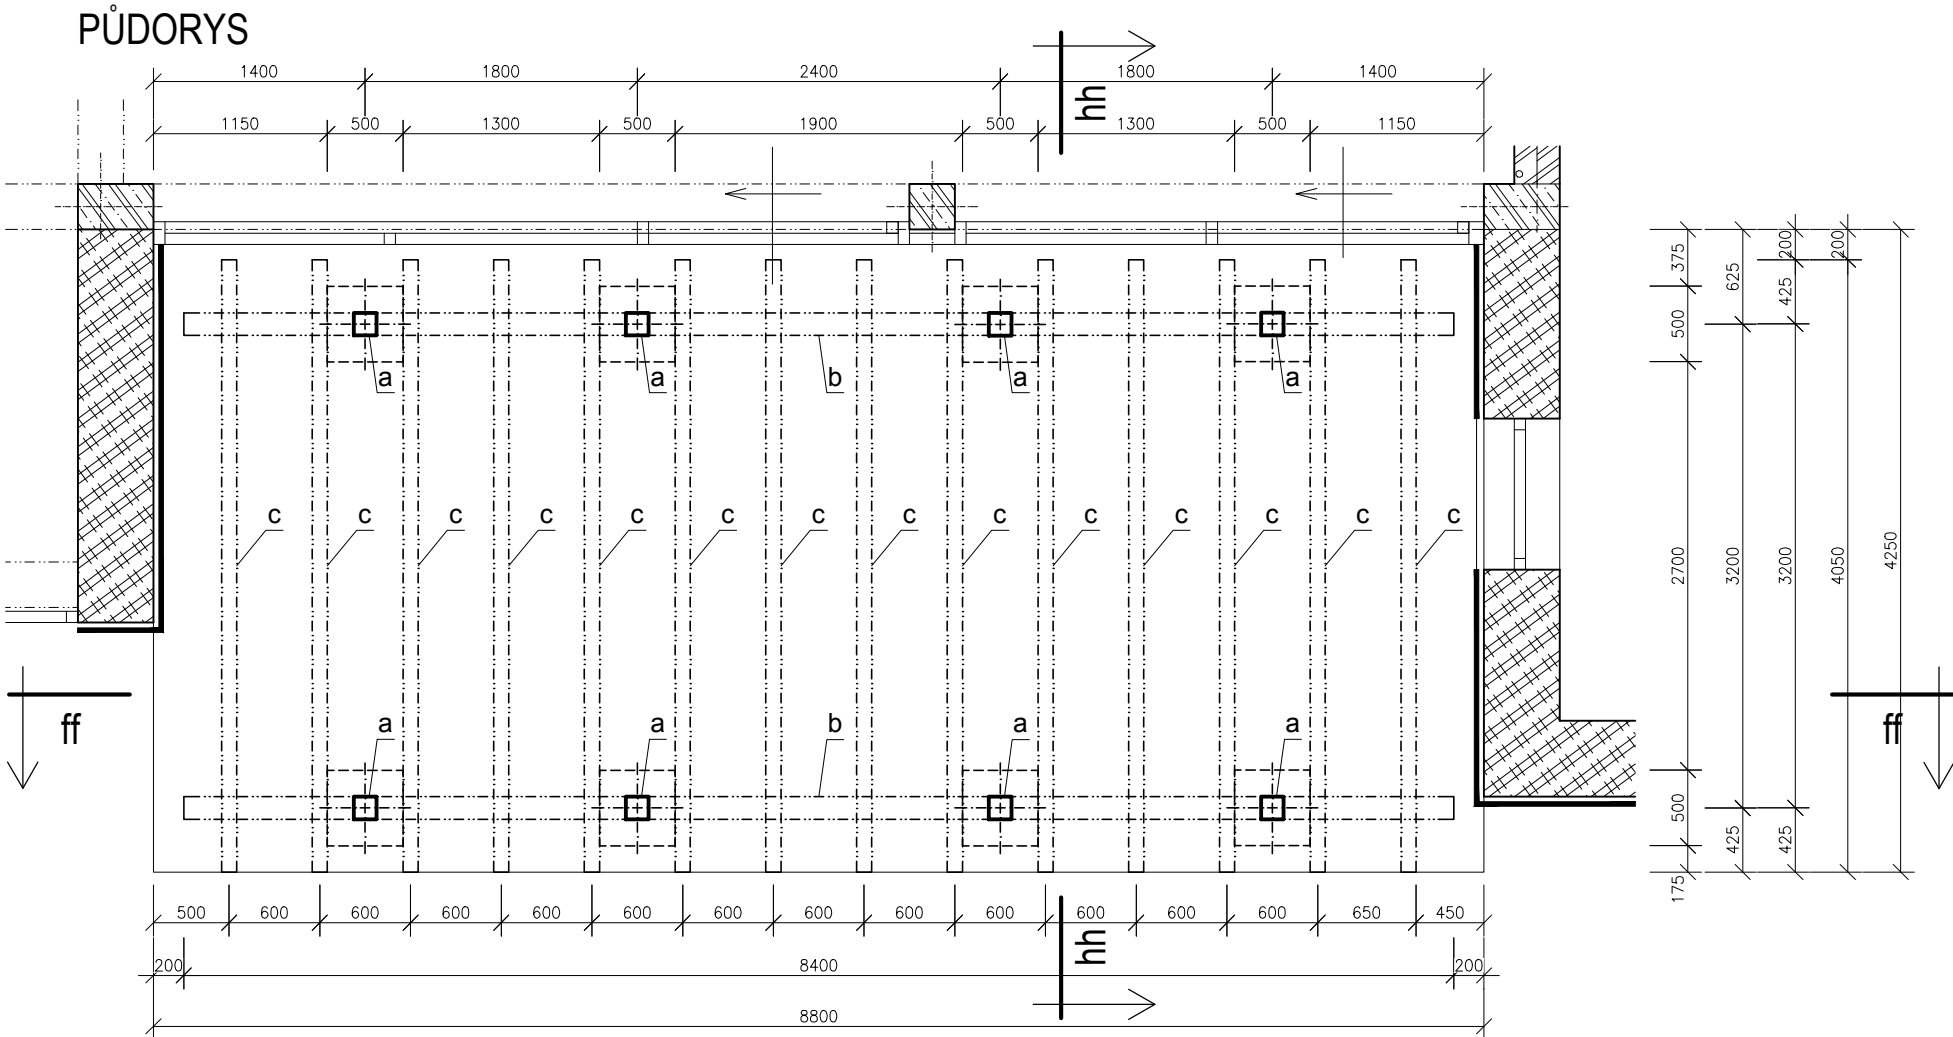 PŮDORYS
1400 1800 2400 1800 1400
hh
1150 500 1300 500 1900 500 1300 500 1150
375 625 200 200
425
500
a a b a a
c c c c c c c c c c c c c c
2700 3200 3200 4050 4250
ff ff
a a b a a
500 425 425
175
500 600 600 600 600 600 600 600 600 600 600 600 600 650 450
hh
200 8400 200
8800